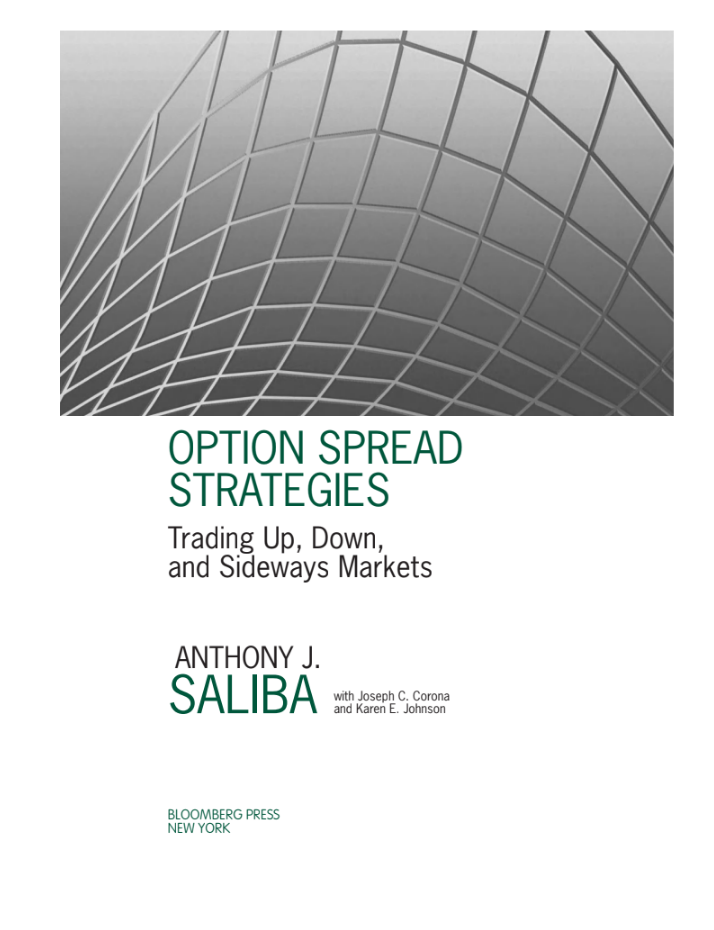 OPTION SPREAD
STRATEGIES
Trading Up, Down,
and Sideways Markets
ANTHONY J.
SALIBA
with Joseph C. Corona
and Karen E. Johnson
BLOOMBERG PRESS
NEW YORK